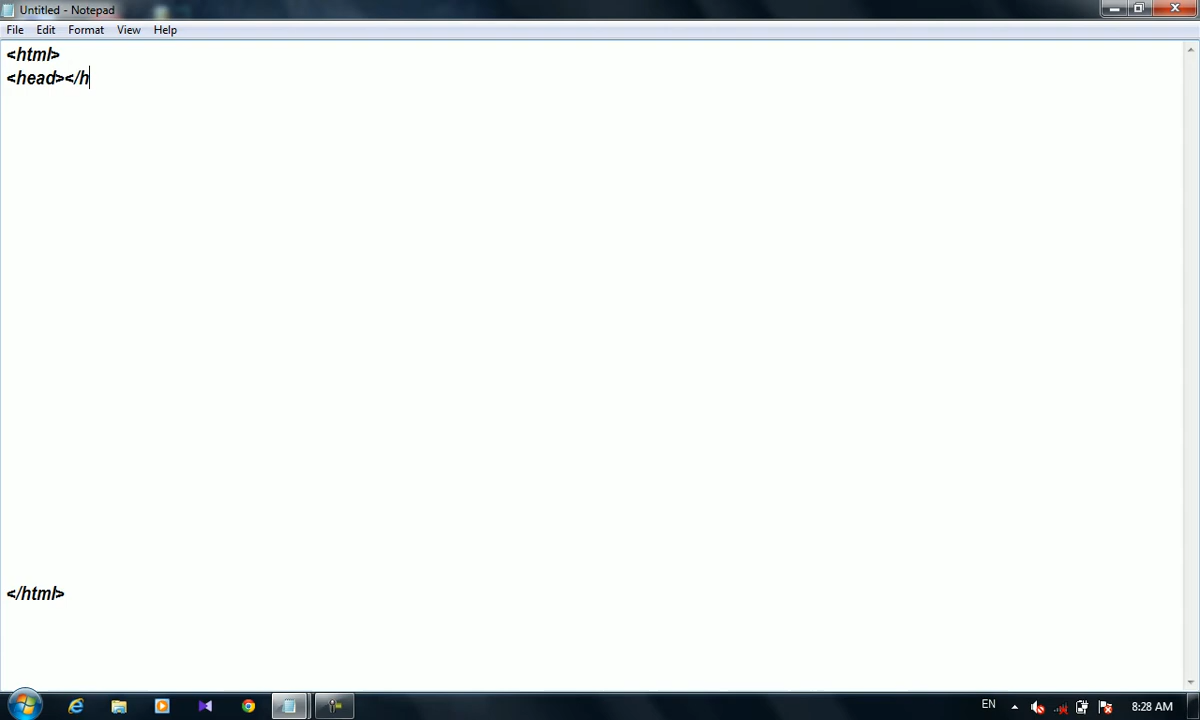 Untitled - Notepad
File Edit Format View Help
<html>
<head></h
</html>
EN 8:28 AM